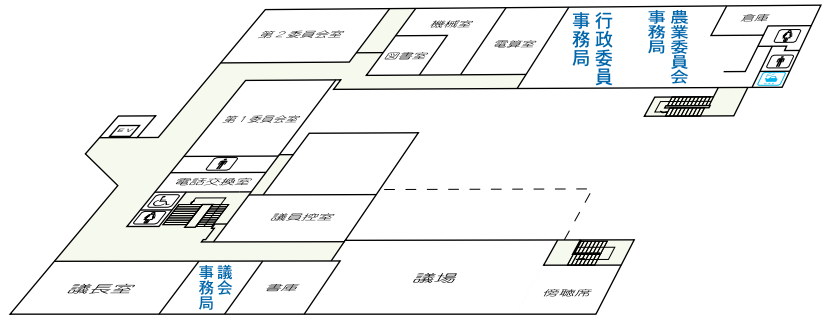 第2委員会室
機械室
図書室
電算室
行政委員
事務局
農業委員会
事務局
倉庫
第1委員会室
EV
電話交換室
議員控室
議長室
議会
事務局
書庫
議場
傍聴席